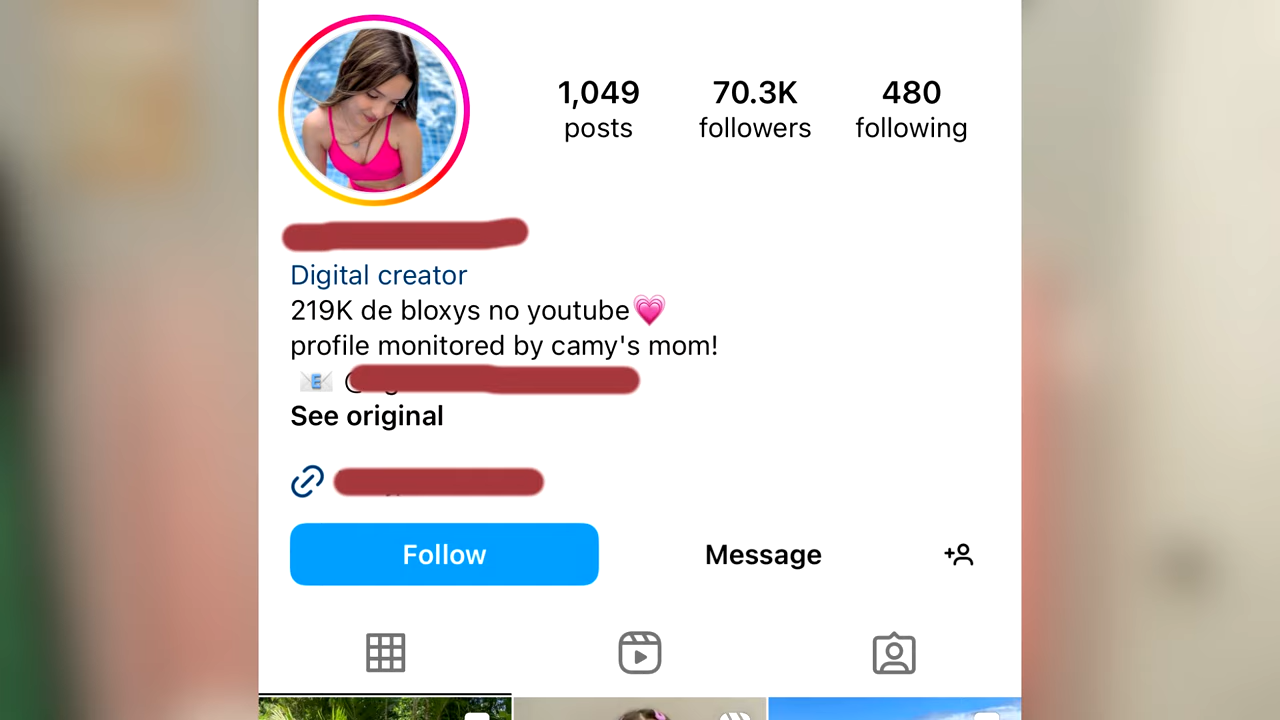 1,049
posts
70.3K
followers
480
following
Digital creator
219K de bloxys no youtube💗
profile monitored by camy's mom!
See original
Follow
Message